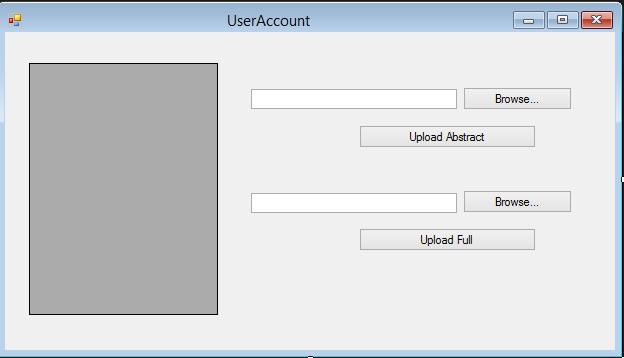 UserAccount
Browse...
Upload Abstract
Browse...
Upload Full